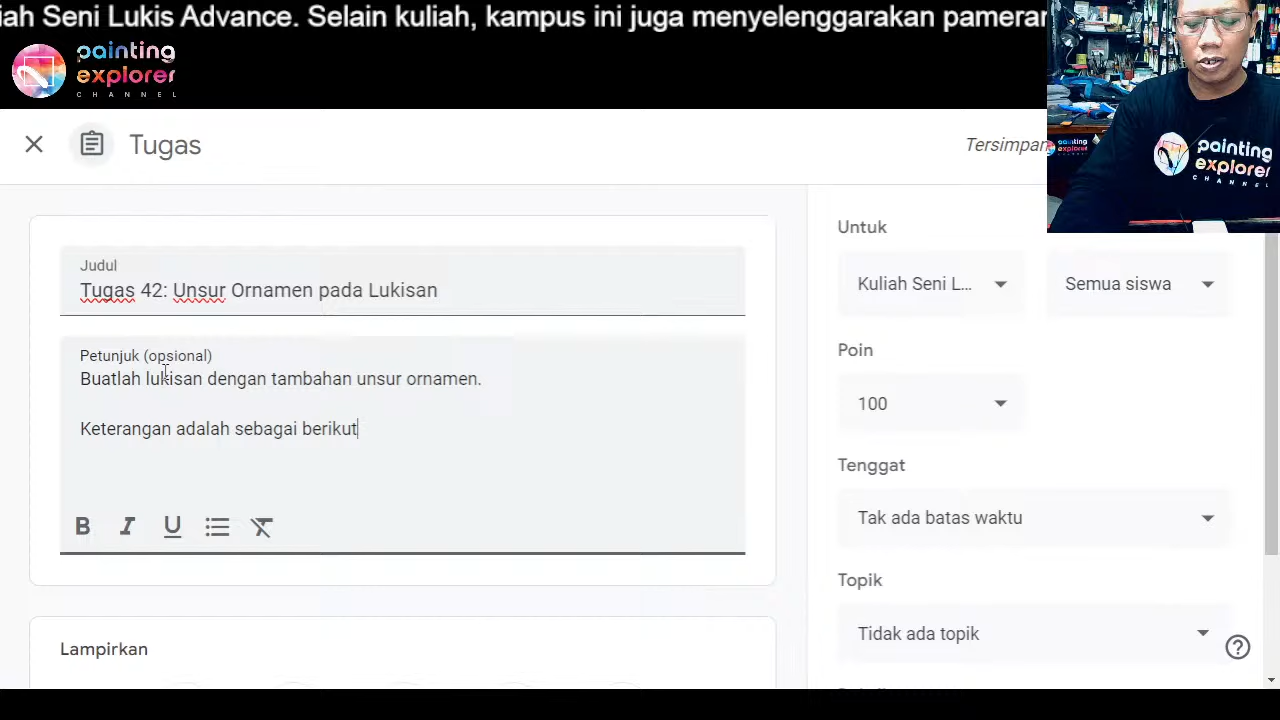 iah Seni Lukis Advance. Selain kuliah, kampus ini juga menyelenggarakan pameran
painting
explorer
CHANNEL
Tugas
Tersimpan
explorer
painting
explorer
CHANNEL
Judul
Tugas 42: Unsur Ornamen pada Lukisan
Petunjuk (opsional)
Buatlah lukisan dengan tambahan unsur ornamen.
Keterangan adalah sebagai berikut
B I U
Lampirkan
Untuk
Kuliah Seni L...
Semua siswa
Poin
100
Tenggat
Tak ada batas waktu
Topik
Tidak ada topik